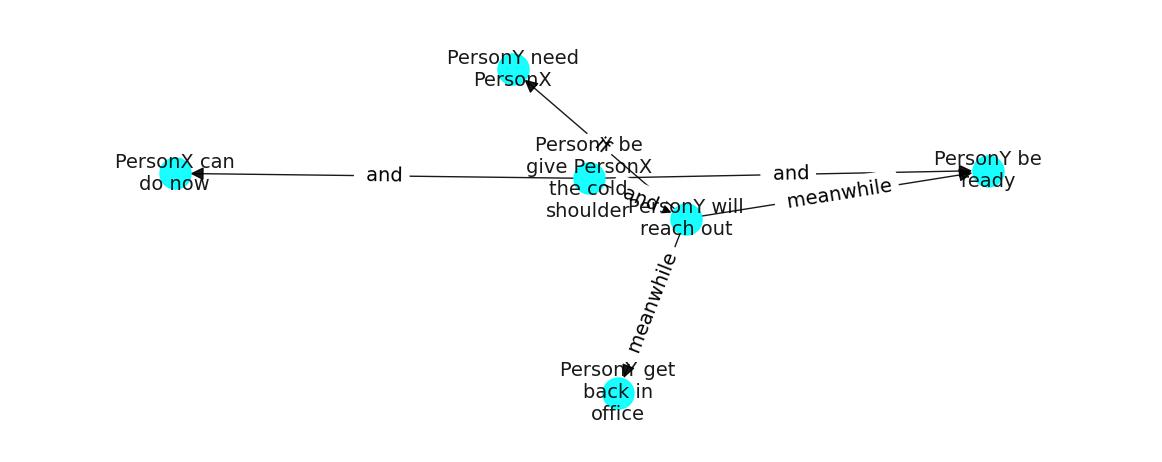 PersonY need
PersonX
PersonY be
give PersonX
the cold
shoulder
PersonX can
do now
and
and
PersonY be
ready
meanwhile
and
PersonY will
reach out
meanwhile
PersonY get
back in
office